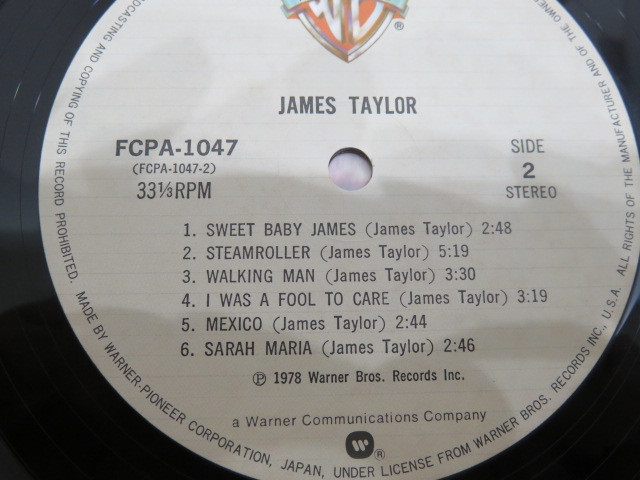 JAMES TAYLOR
FCPA-1047
(FCPA-1047-2)
33⅓RPM
SIDE
2
STEREO
1. SWEET BABY JAMES (James Taylor) 2:48
2. STEAMROLLER (James Taylor) 5:19
3. WALKING MAN (James Taylor) 3:30
4. I WAS A FOOL TO CARE (James Taylor) 3:19
5. MEXICO (James Taylor) 2:44
6. SARAH MARIA (James Taylor) 2:46
Ⓟ 1978 Warner Bros. Records Inc.
a Warner Communications Company
®
ALL RIGHTS OF THE MANUFACTURER AND OF THE OWNER
AND COPYING OF THIS RECORD PROHIBITED. MADE BY WARNER-PIONEER CORPORATION, JAPAN, UNDER LICENSE FROM WARNER BROS. RECORDS INC., U.S.A.